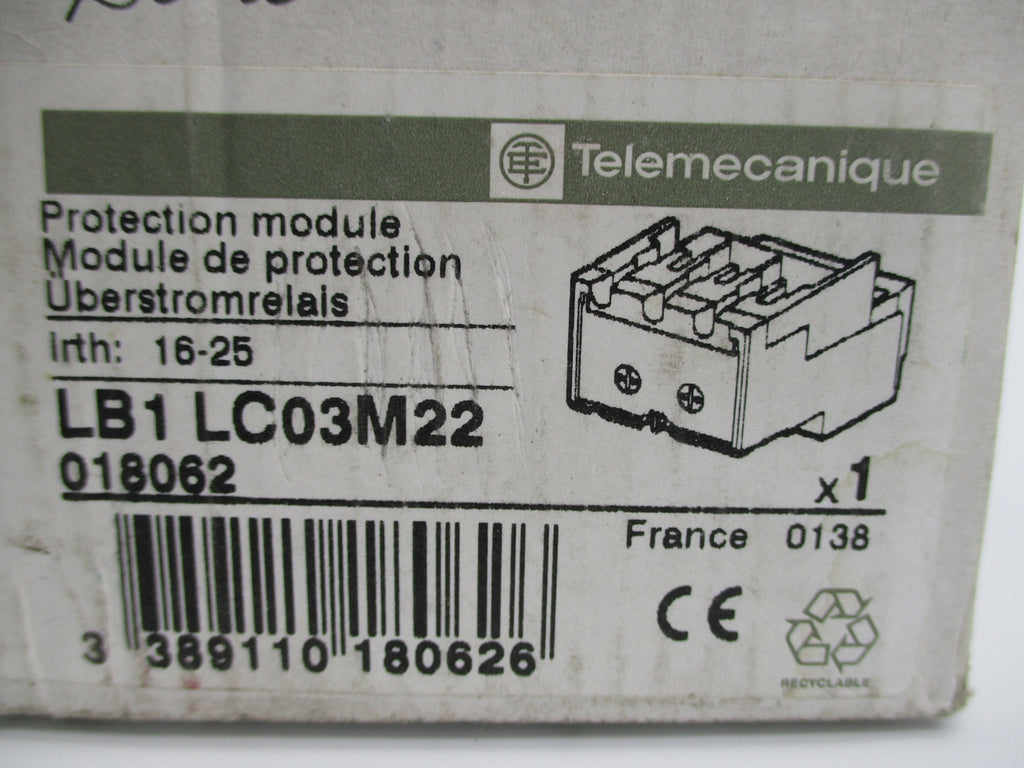 Telemecanique
Protection module
Module de protection
Überstromrelais
Irth: 16-25
LB1 LC03M22
018062
x1
France 0138
3 389110 180626
CE
RECYCLABLE